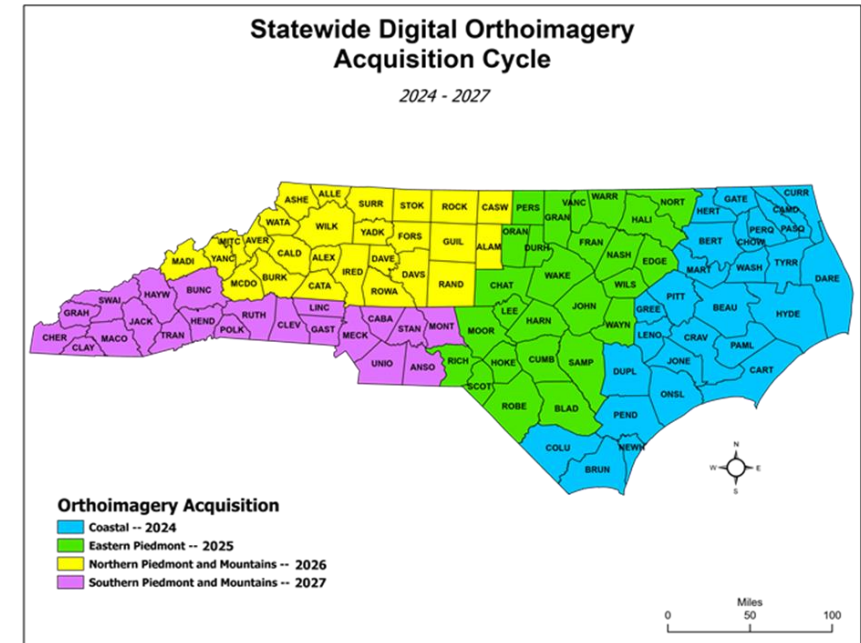 Statewide Digital Orthoimagery
Acquisition Cycle
2024 - 2027
ASHE
ALLE
SURR
STOK
ROCK
CASW
PERS
VANC
WARR
NORT
GATE
CURR
CAMD
HERT
GRAN
HALI
WATA
WILK
YADK
FORS
GUIL
ALAM
ORAN
DURH
FRAN
BERT
CHOW
PERQ
PASQ
MITC
AVER
MADI
YANC
CALD
ALEX
IRED
DAVE
DAVS
NASH
EDGE
MART
WASH
TYRR
DARE
MCDO
BURK
CATA
ROWA
RAND
CHAT
WAKE
WILS
PITT
BEAU
HYDE
SWAI
HAYW
BUNC
GRAH
JACK
HEND
RUTH
LINC
CABA
STAN
MONT
LEE
HARN
JOHN
GREE
WAYN
CHER
CLAY
MACO
TRAN
POLK
CLEV
GAST
MECK
MOOR
LENO
CRAV
PAML
UNIO
ANSO
RICH
HOKE
CUMB
SAMP
DUPL
JONE
CART
SCOT
ROBE
BLAD
ONSL
PEND
COLU
NEWH
BRUN
N
W
E
S
Orthoimagery Acquisition
Coastal -- 2024
Eastern Piedmont -- 2025
Northern Piedmont and Mountains -- 2026
Southern Piedmont and Mountains -- 2027
Miles
0 50 100